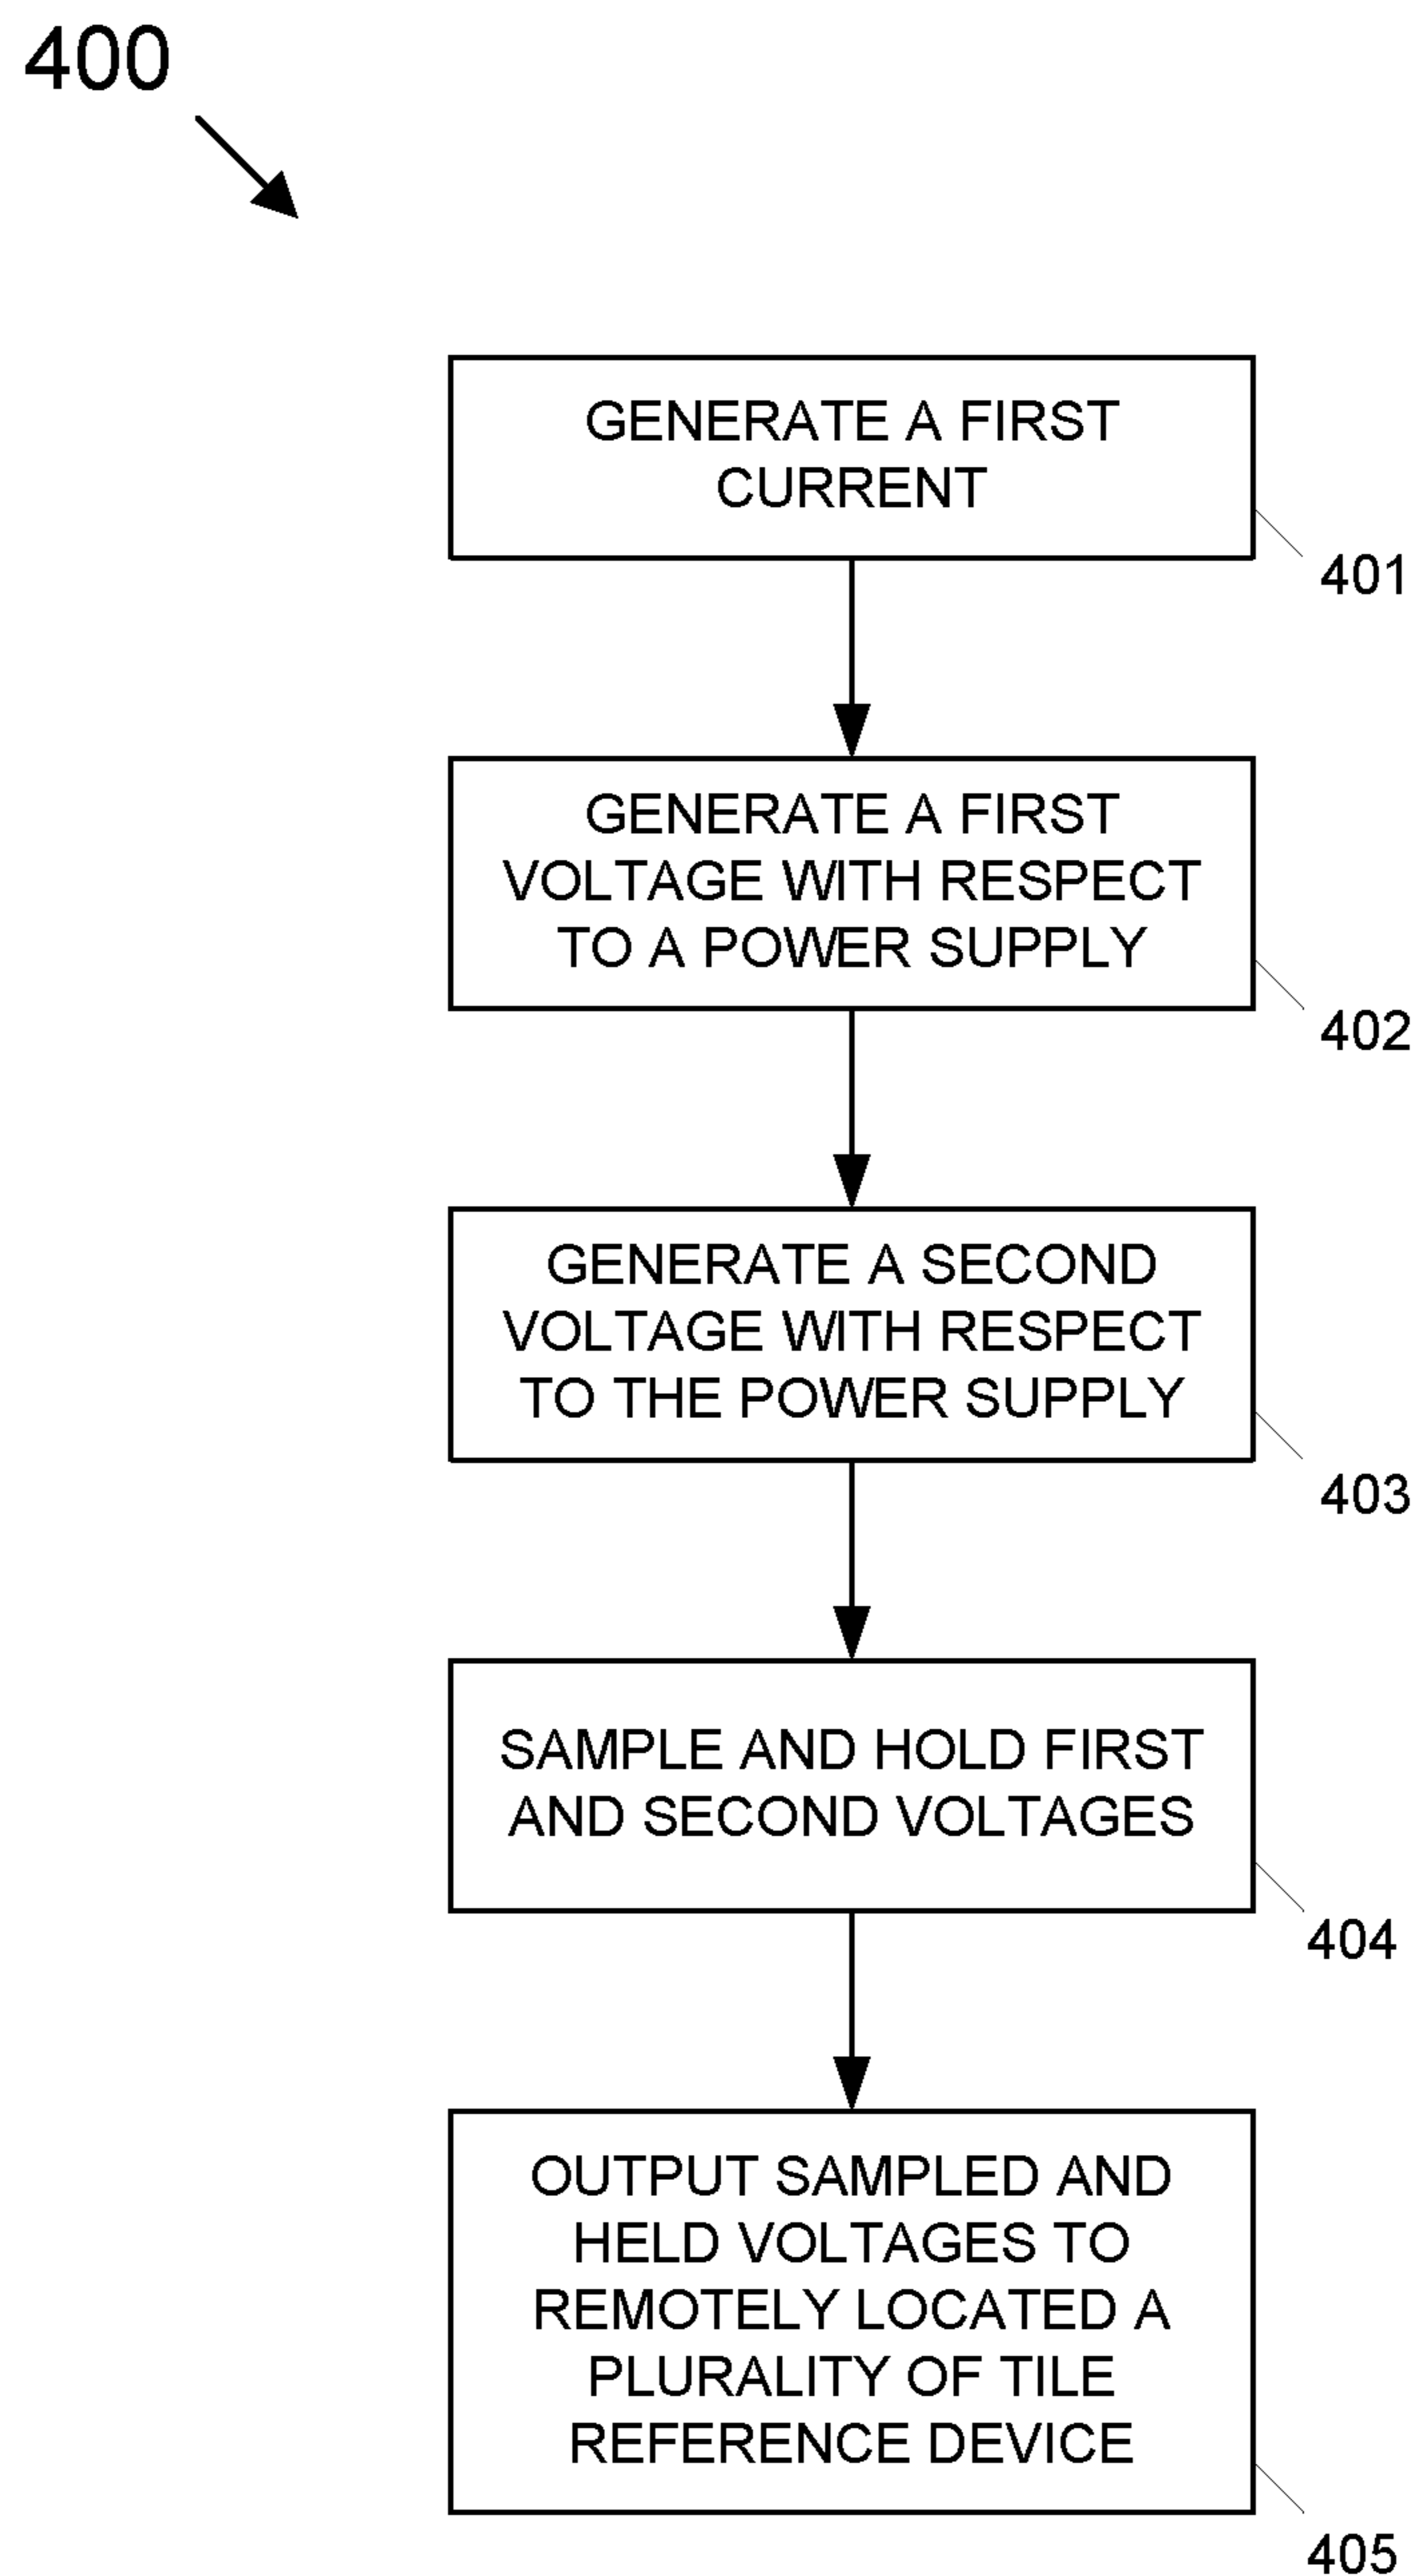 400
GENERATE A FIRST
CURRENT
401
GENERATE A FIRST
VOLTAGE WITH RESPECT
TO A POWER SUPPLY
402
GENERATE A SECOND
VOLTAGE WITH RESPECT
TO THE POWER SUPPLY
403
SAMPLE AND HOLD FIRST
AND SECOND VOLTAGES
404
OUTPUT SAMPLED AND
HELD VOLTAGES TO
REMOTELY LOCATED A
PLURALITY OF TILE
REFERENCE DEVICE
405